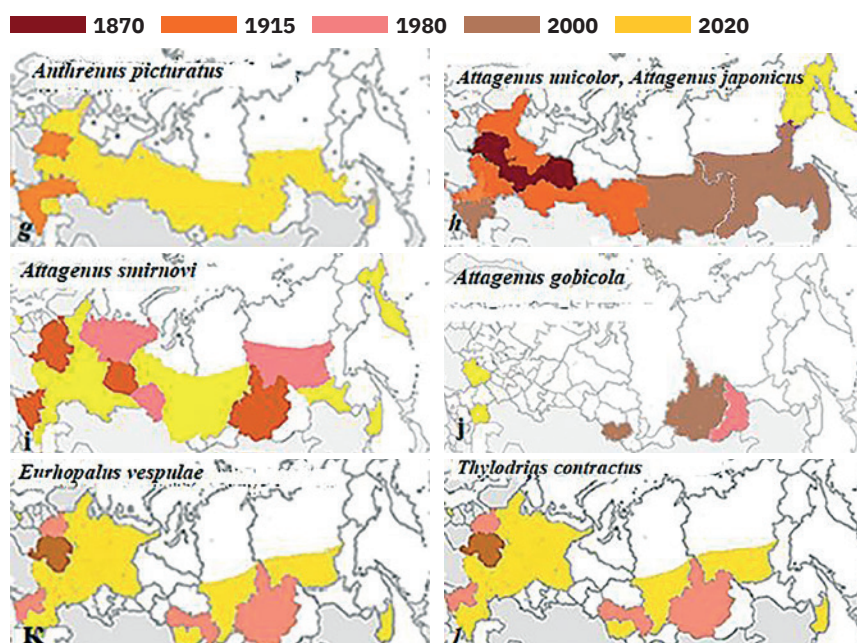 1870 1915 1980 2000 2020
Anthrenus picturatus
g
Attagenus unicolor, Attagenus japonicus
h
Attagenus smirnovi
i
Attagenus gobicola
j
Eurhopalus vespulae
К
Thylodrias contractus
l